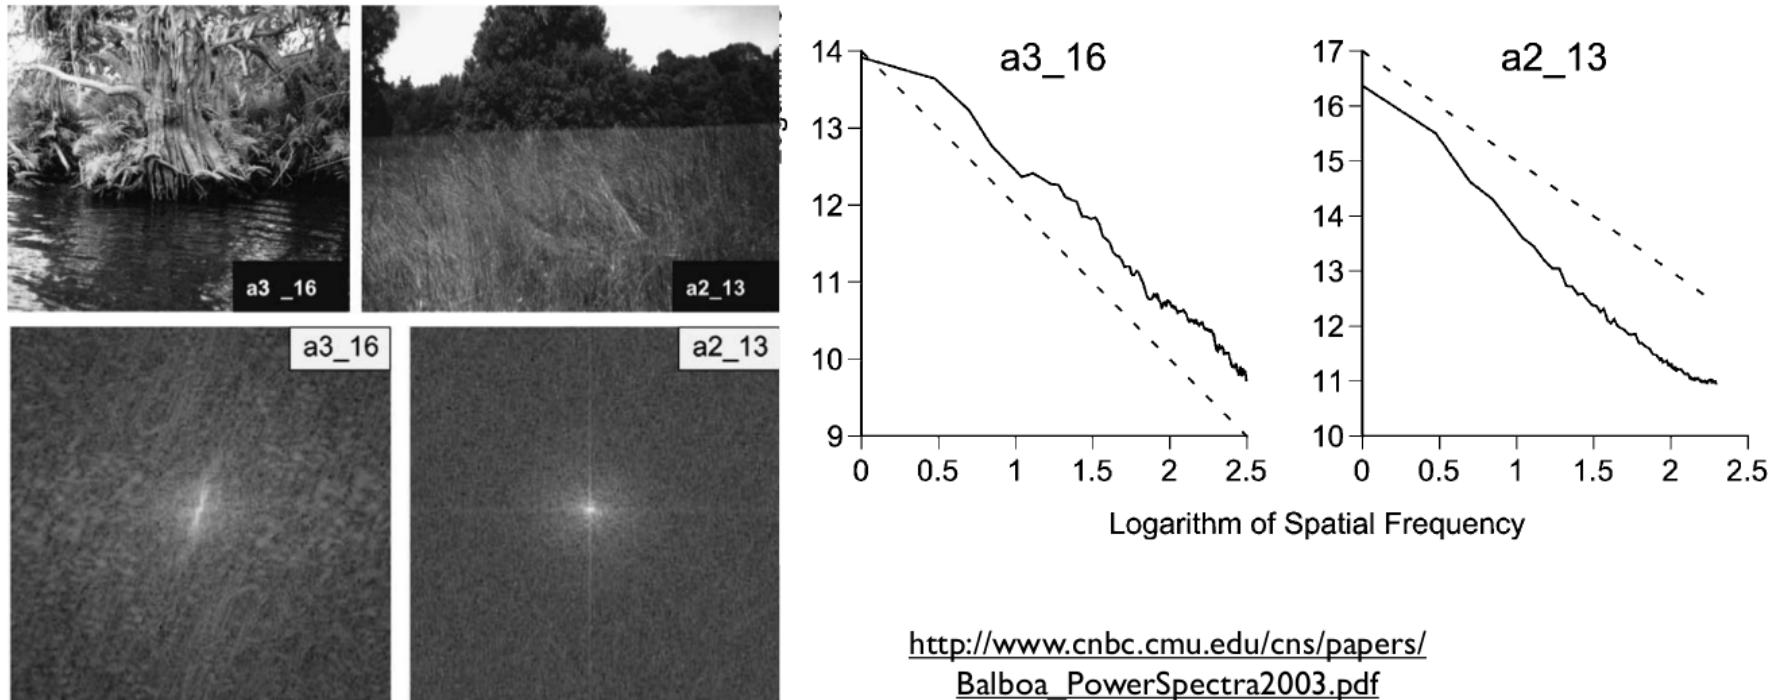 a3 _16
a2_13
a3_16
a2_13
a3_16
14
13
12
11
10
9
0 0.5 1 1.5 2 2.5
a2_13
17
16
15
14
13
12
11
10
0 0.5 1 1.5 2 2.5
Logarithm of Spatial Frequency
http://www.cnbc.cmu.edu/cns/papers/
Balboa_PowerSpectra2003.pdf